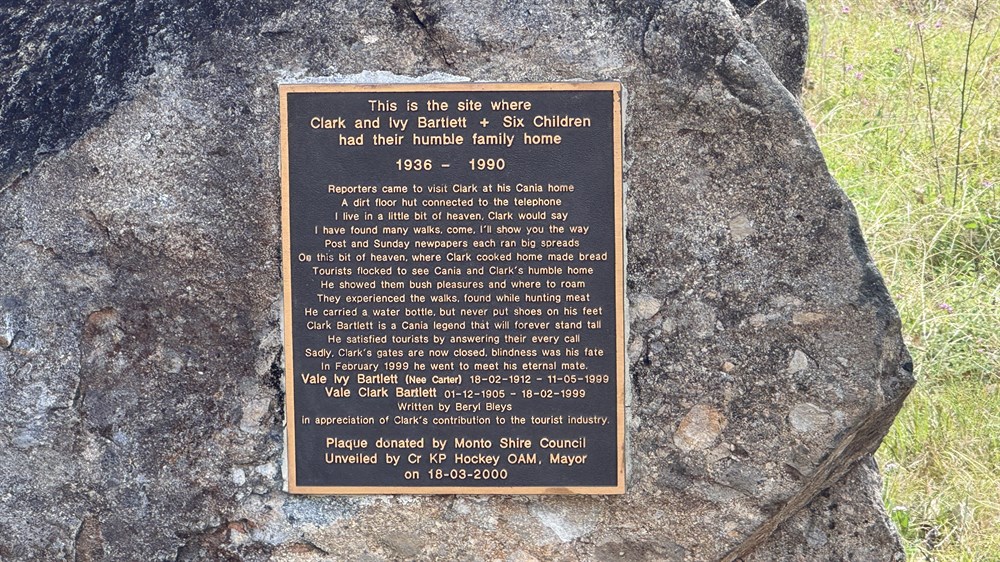 This is the site where
Clark and Ivy Bartlett + Six Children
had their humble family home
1936 - 1990
Reporters came to visit Clark at his Cania home
A dirt floor hut connected to the telephone
I live in a little bit of heaven, Clark would say
I have found many walks, come, I'll show you the way
Post and Sunday newpapers each ran big spreads
On this bit of heaven, where Clark cooked home made bread
Tourists flocked to see Cania and Clark's humble home
He showed them bush pleasures and where to roam
They experienced the walks, found while hunting meat
He carried a water bottle, but never put shoes on his feet
Clark Bartlett is a Cania legend that will forever stand tall
He satisfied tourists by answering their every call
Sadly, Clark's gates are now closed, blindness was his fate
In February 1999 he went to meet his eternal mate.
Vale Ivy Bartlett (Nee Carter) 18-02-1912 - 11-05-1999
Vale Clark Bartlett 01-12-1905 - 18-02-1999
Written by Beryl Bleys
in appreciation of Clark's contribution to the tourist industry.
Plaque donated by Monto Shire Council
Unveiled by Cr KP Hockey OAM, Mayor
on 18-03-2000